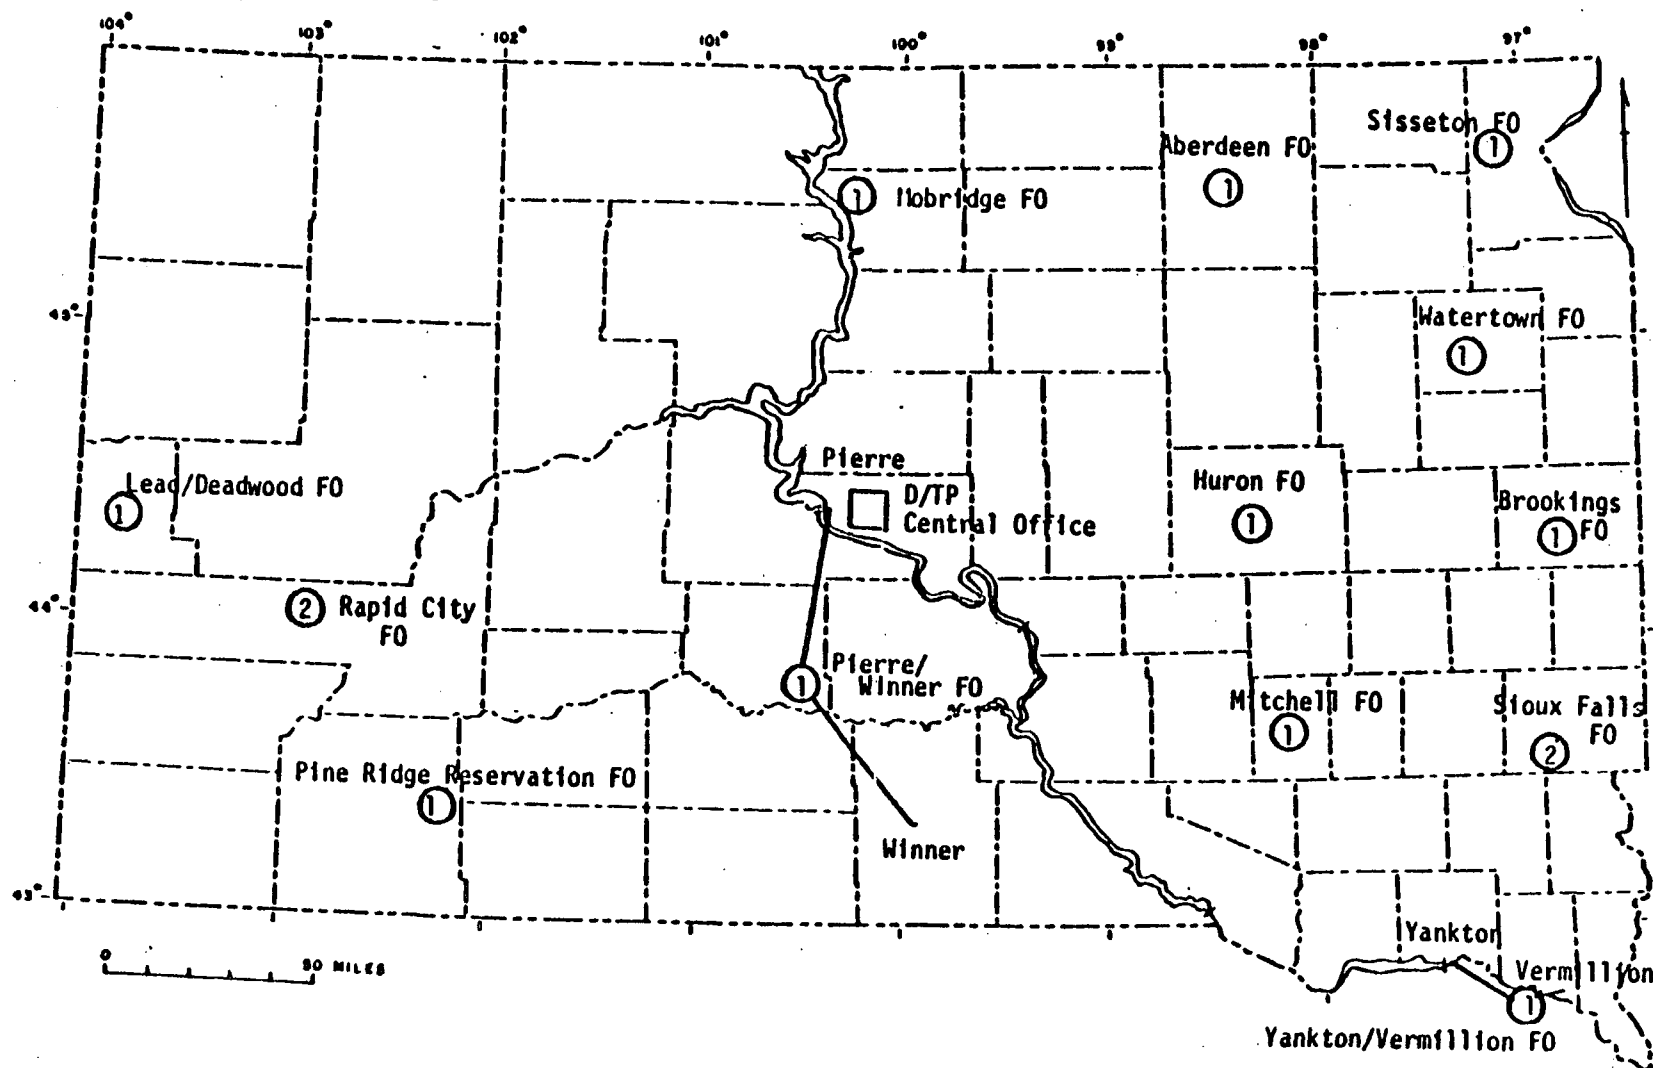 104°
103°
102°
101°
100°
99°
98°
97°
Sisseton FO
1
Aberdeen FO
1
1
Mobridge FO
45°
Watertown FO
1
Pierre
Lead/Deadwood FO
1
D/TP
Central Office
Huron FO
1
Brookings
FO
1
44°
2
Rapid City
FO
Pierre/
Winner FO
1
Mitchell FO
1
Sioux Falls
FO
2
Pine Ridge Reservation FO
1
Winner
43°
Yankton
0
50 MILES
Vermillion
1
Yankton/Vermillion FO